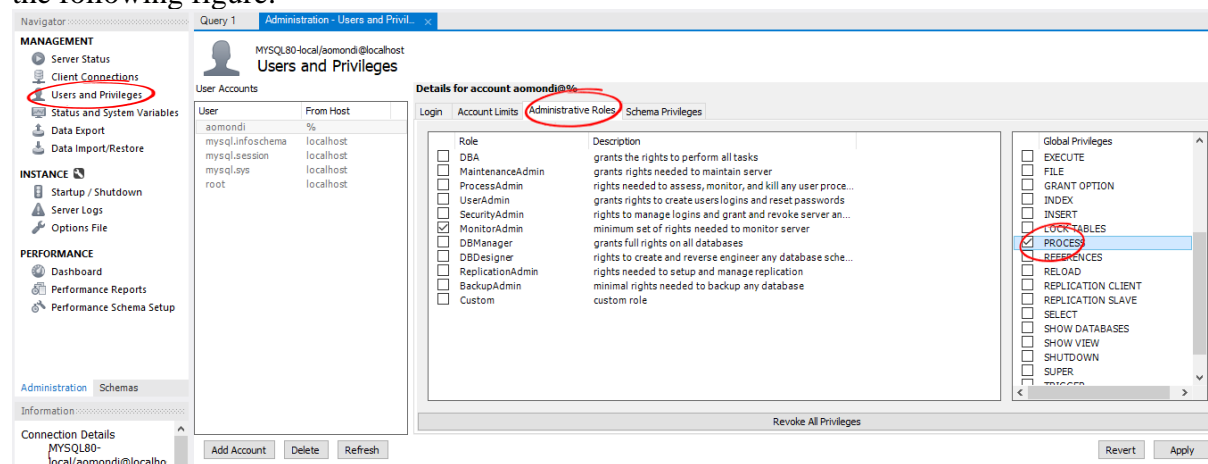 the following figure.
Navigator
Query 1
Administration - Users and Privil...
MANAGEMENT
Server Status
Client Connections
Users and Privileges
Status and System Variables
Data Export
Data Import/Restore
INSTANCE
Startup / Shutdown
Server Logs
Options File
PERFORMANCE
Dashboard
Performance Reports
Performance Schema Setup
Administration Schemas
Information
Connection Details
MYSQL80-
local/aomondi@localho
MYSQL80-local/aomondi@localhost
Users and Privileges
User Accounts
User From Host
aomondi %
mysql.infoschema localhost
mysql.session localhost
mysql.sys localhost
root localhost
Add Account Delete Refresh
Details for account aomondi@%
Login Account Limits Administrative Roles Schema Privileges
Role Description
DBA grants the rights to perform all tasks
MaintenanceAdmin grants rights needed to maintain server
ProcessAdmin rights needed to assess, monitor, and kill any user proce...
UserAdmin grants rights to create users logins and reset passwords
SecurityAdmin rights to manage logins and grant and revoke server an...
MonitorAdmin minimum set of rights needed to monitor server
DBManager grants full rights on all databases
DBDesigner rights to create and reverse engineer any database sche...
ReplicationAdmin rights needed to setup and manage replication
BackupAdmin minimal rights needed to backup any database
Custom custom role
Global Privileges
EXECUTE
FILE
GRANT OPTION
INDEX
INSERT
LOCK TABLES
PROCESS
REFERENCES
RELOAD
REPLICATION CLIENT
REPLICATION SLAVE
SELECT
SHOW DATABASES
SHOW VIEW
SHUTDOWN
SUPER
TRIGGER
Revoke All Privileges
Revert Apply